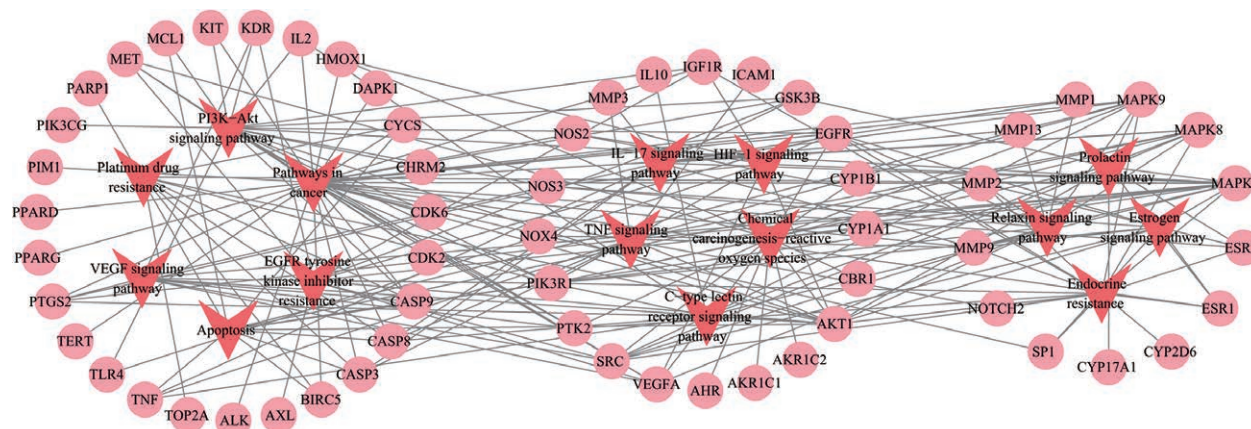 KIT
KDR
IL2
MCL1
HMOX1
MET
DAPK1
PARP1
CYCS
PI3K-Akt
signaling pathway
PIK3CG
CHRM2
PIM1
Platinum drug
resistance
Pathways in
cancer
CDK6
PPARD
CDK2
PPARG
VEGF signaling
pathway
EGFR tyrosine
kinase inhibitor
resistance
PTGS2
CASP9
Apoptosis
TERT
CASP8
TLR4
CASP3
TNF
BIRC5
TOP2A
ALK
AXL
IL10
IGF1R
ICAM1
MMP3
GSK3B
NOS2
EGFR
IL-17 signaling
pathway
HIF-1 signaling
pathway
NOS3
CYP1B1
NOX4
TNF signaling
pathway
Chemical
carcinogenesis-reactive
oxygen species
CYP1A1
PIK3R1
CBR1
C-type lectin
receptor signaling
pathway
PTK2
AKT1
SRC
AKR1C2
VEGFA
AHR
AKR1C1
MMP1
MAPK9
MMP13
MAPK8
Prolactin
signaling pathway
MMP2
MAPK
Relaxin signaling
pathway
Estrogen
signaling pathway
MMP9
ESR
Endocrine
resistance
NOTCH2
ESR1
SP1
CYP2D6
CYP17A1